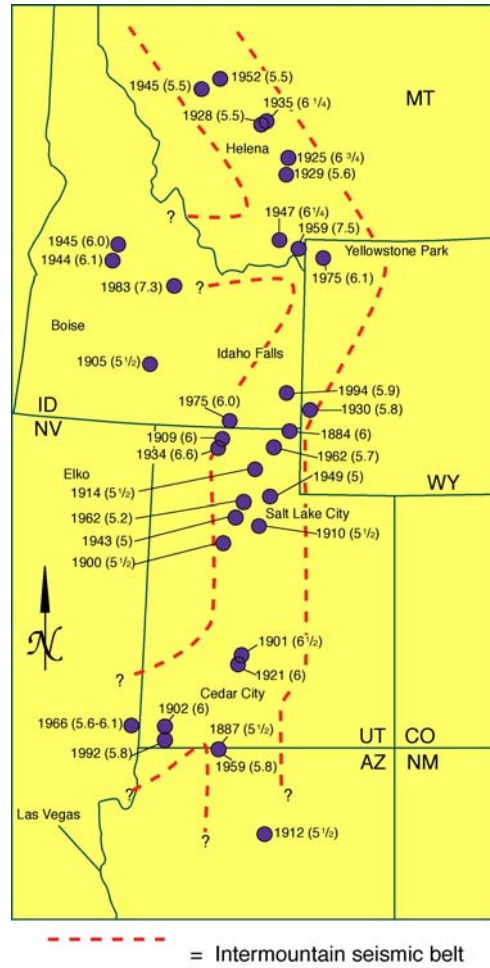 1952 (5.5)
1945 (5.5)
1935 (6 1/4)
MT
1928 (5.5)
Helena
1925 (6 3/4)
1929 (5.6)
?
1947 (6 1/4)
1959 (7.5)
1945 (6.0)
Yellowstone Park
1944 (6.1)
1975 (6.1)
1983 (7.3)
?
Boise
Idaho Falls
1905 (5 1/2)
1994 (5.9)
ID
1975 (6.0)
1930 (5.8)
NV
1909 (6)
1884 (6)
1934 (6.6)
1962 (5.7)
Elko
1949 (5)
WY
1914 (5 1/2)
1962 (5.2)
Salt Lake City
1943 (5)
1910 (5 1/2)
1900 (5 1/2)
N
1901 (6 1/2)
?
1921 (6)
Cedar City
1966 (5.6-6.1)
1902 (6)
1887 (5 1/2)
UT
CO
1992 (5.8)
1959 (5.8)
AZ
NM
?
?
Las Vegas
?
1912 (5 1/2)
= Intermountain seismic belt